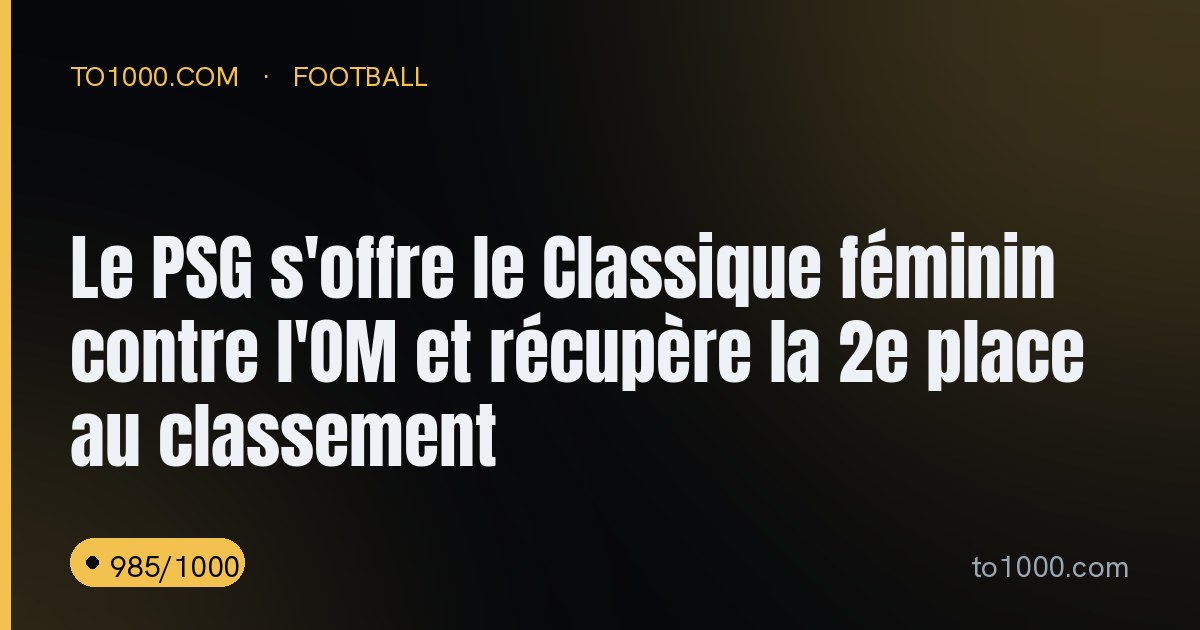 TO1000.COM · FOOTBALL
Le PSG s'offre le Classique féminin
contre l'OM et récupère la 2e place
au classement
985/1000
to1000.com